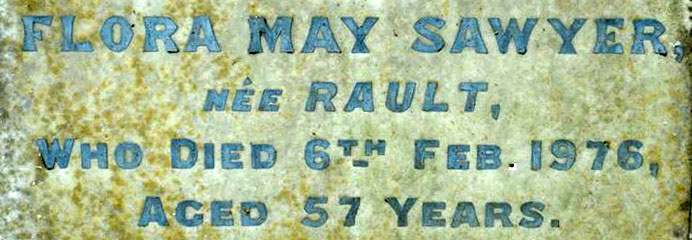 FLORA MAY SAWYER,
NÉE RAULT,
WHO DIED 6TH FEB. 1976,
AGED 57 YEARS.